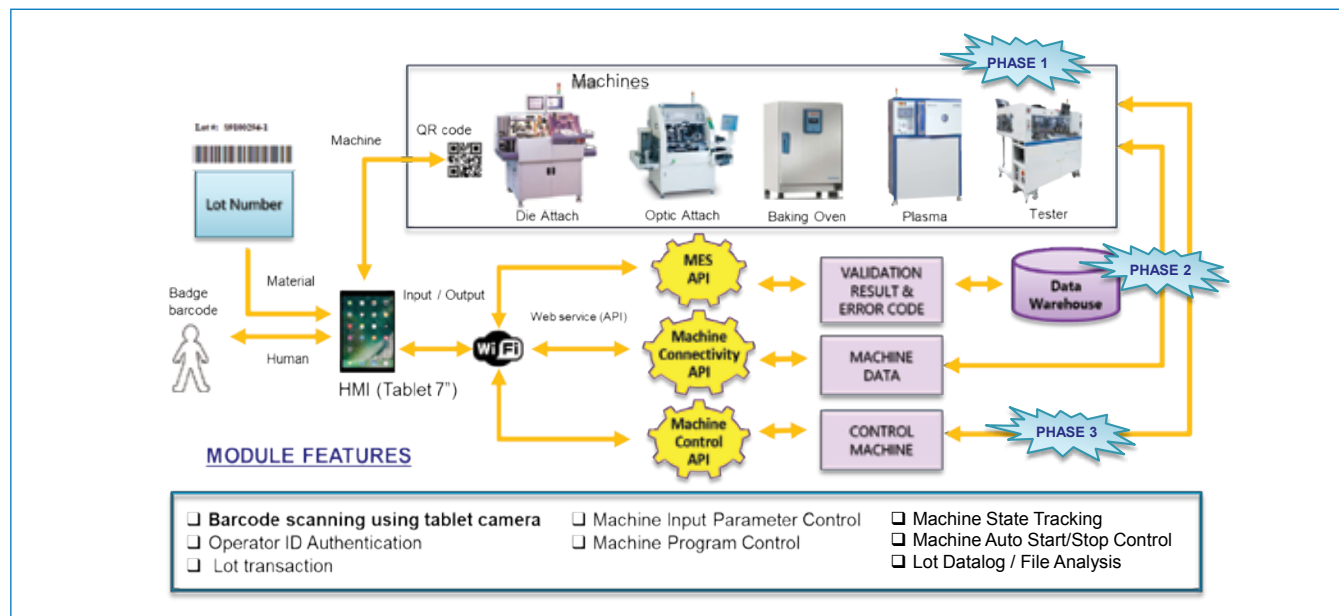 PHASE 1
Machines
Lot #:
Lot Number
Machine
QR code
Die Attach
Optic Attach
Baking Oven
Plasma
Tester
Material
Badge
barcode
Human
Input / Output
HMI (Tablet 7”)
WiFi
Web service (API)
MES
API
Machine
Connectivity
API
Machine
Control
API
VALIDATION
RESULT &
ERROR CODE
MACHINE
DATA
CONTROL
MACHINE
Data
Warehouse
PHASE 2
PHASE 3
MODULE FEATURES
❑ Barcode scanning using tablet camera
❑ Operator ID Authentication
❑ Lot transaction
❑ Machine Input Parameter Control
❑ Machine Program Control
❑ Machine State Tracking
❑ Machine Auto Start/Stop Control
❑ Lot Datalog / File Analysis